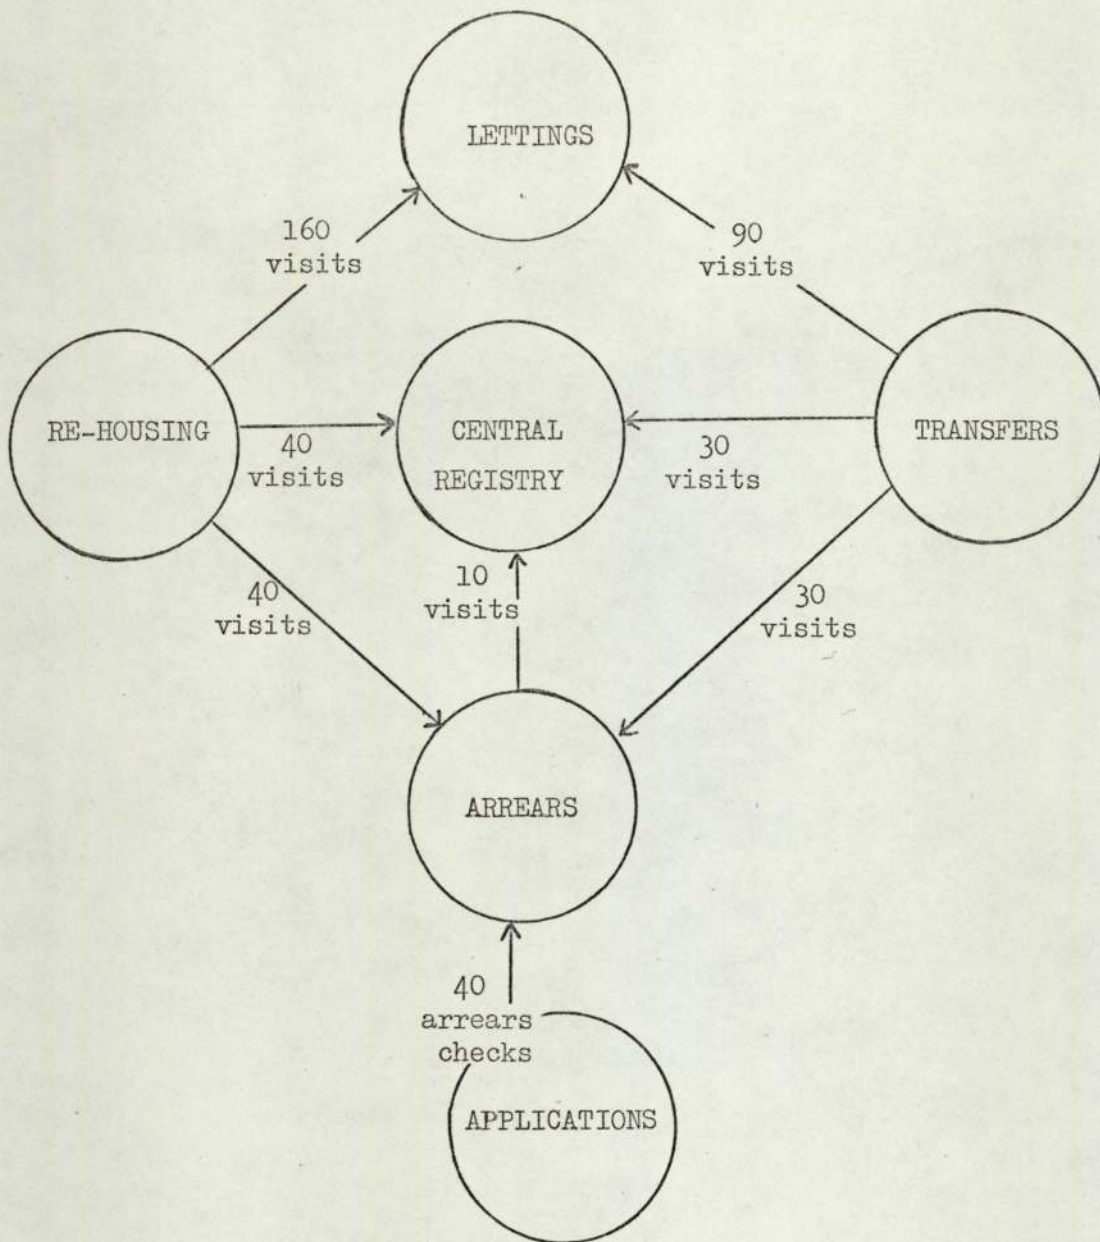 LETTINGS
160
visits
90
visits
RE-HOUSING
40
visits
CENTRAL
REGISTRY
30
visits
TRANSFERS
40
visits
10
visits
30
visits
ARREARS
40
arrears
checks
APPLICATIONS